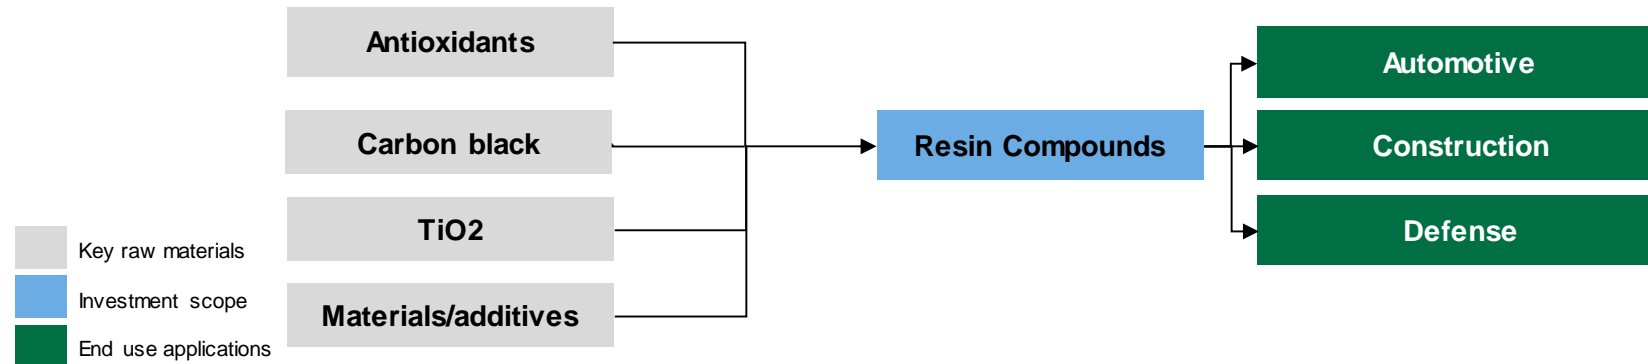 Antioxidants
Carbon black
TiO2
Materials/additives
Resin Compounds
Automotive
Construction
Defense
Key raw materials
Investment scope
End use applications